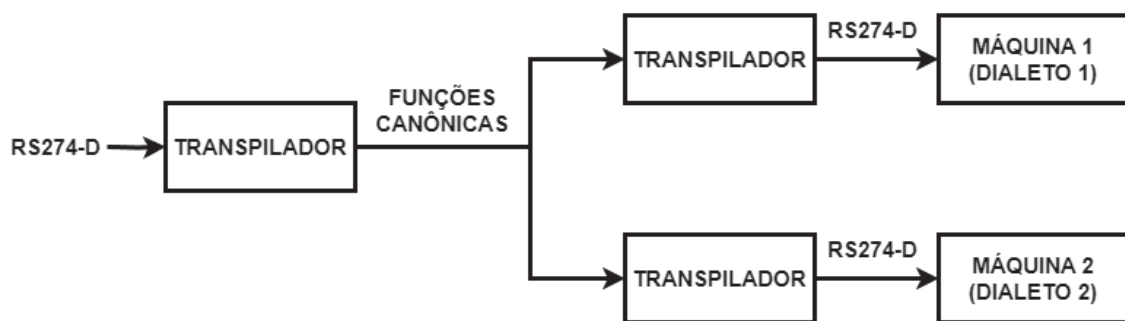 RS274-D
TRANSPILADOR
FUNÇÕES
CANÔNICAS
TRANSPILADOR
RS274-D
MÁQUINA 1
(DIALETO 1)
TRANSPILADOR
RS274-D
MÁQUINA 2
(DIALETO 2)